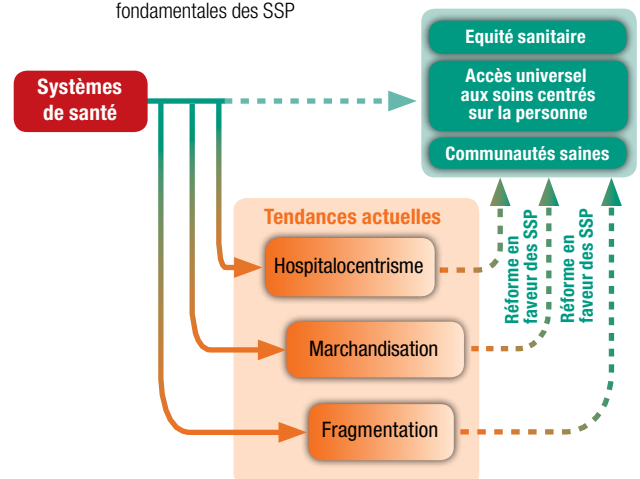 fondamentales des SSP
Equité sanitaire
Systèmes
de santé
Accès universel
aux soins centrés
sur la personne
Communautés saines
Tendances actuelles
Hospitalocentrisme
Réforme en
faveur des SSP
Réforme en
faveur des SSP
Marchandisation
Fragmentation